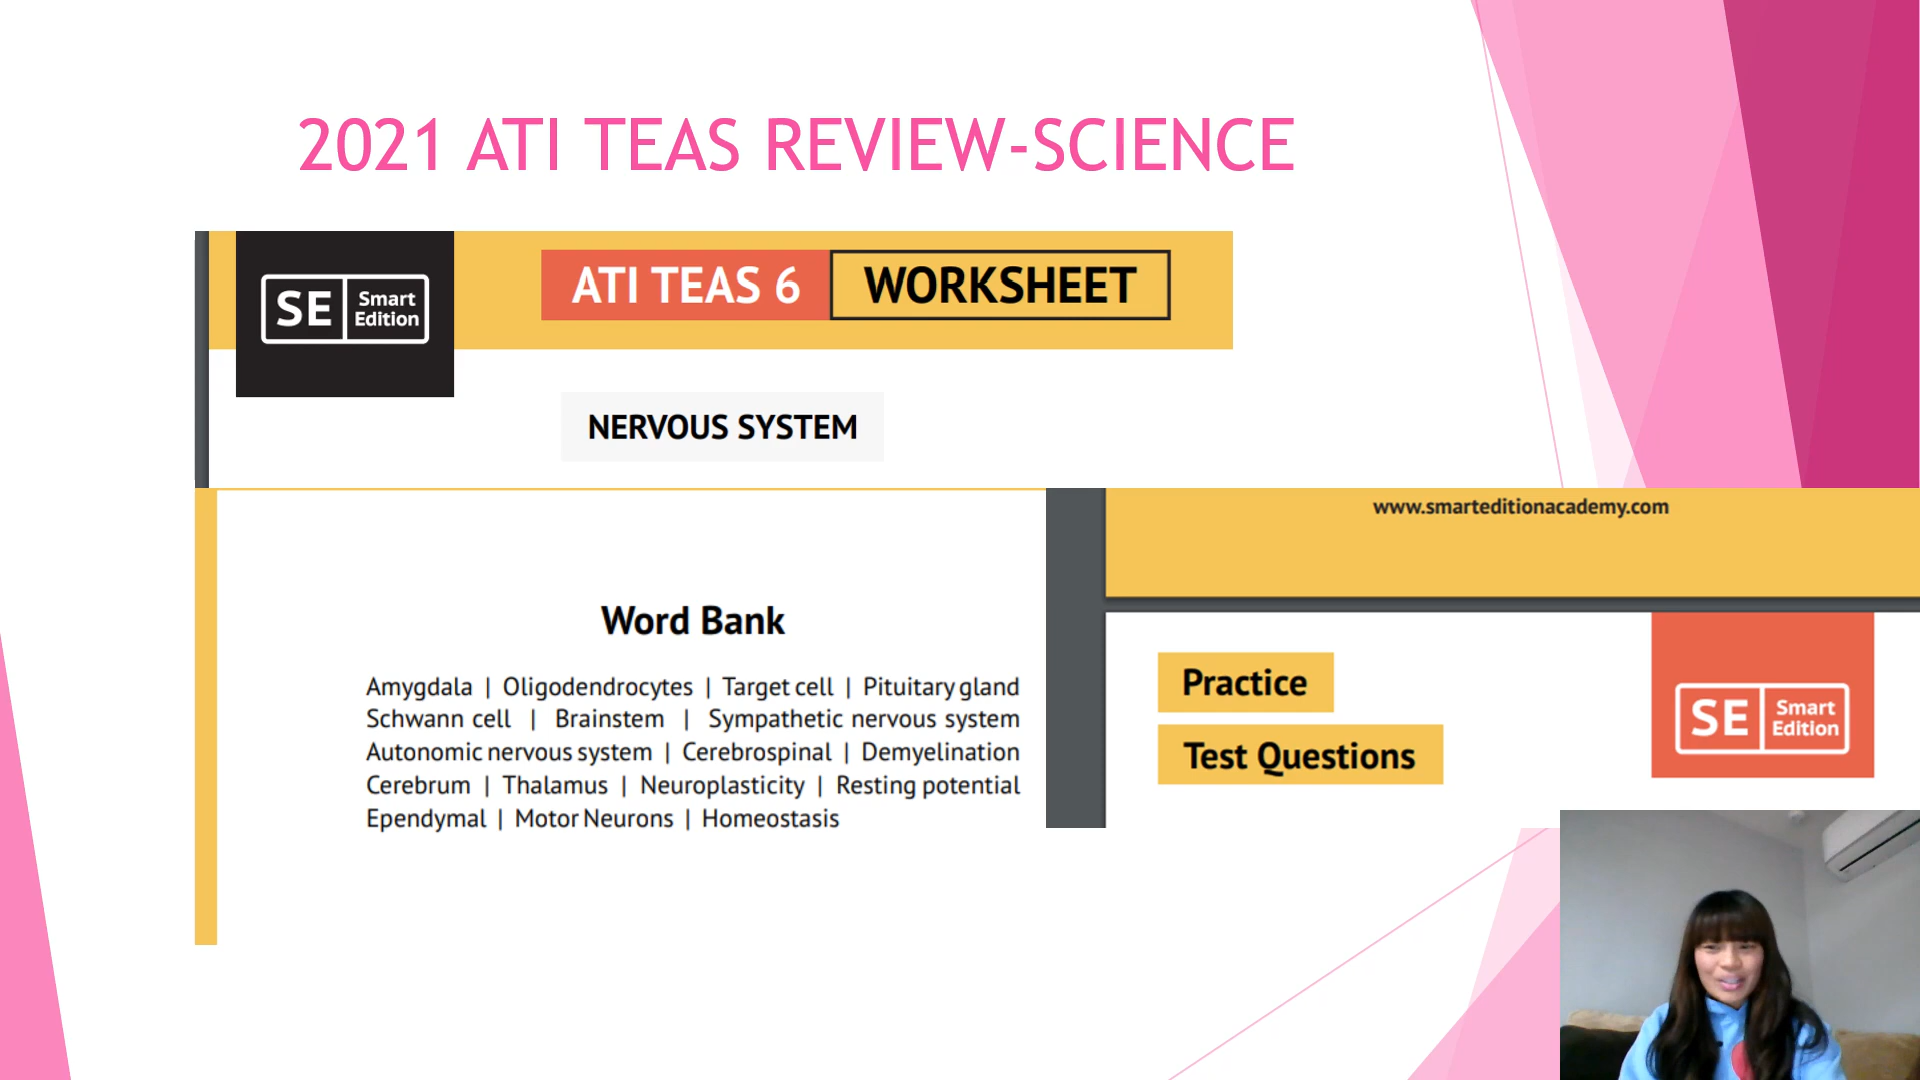 2021 ATI TEAS REVIEW-SCIENCE
SE Smart Edition
ATI TEAS 6 WORKSHEET
NERVOUS SYSTEM
Word Bank
Amygdala | Oligodendrocytes | Target cell | Pituitary gland
Schwann cell | Brainstem | Sympathetic nervous system
Autonomic nervous system | Cerebrospinal | Demyelination
Cerebrum | Thalamus | Neuroplasticity | Resting potential
Ependymal | Motor Neurons | Homeostasis
www.smarteditionacademy.com
Practice
Test Questions
SE Smart Edition